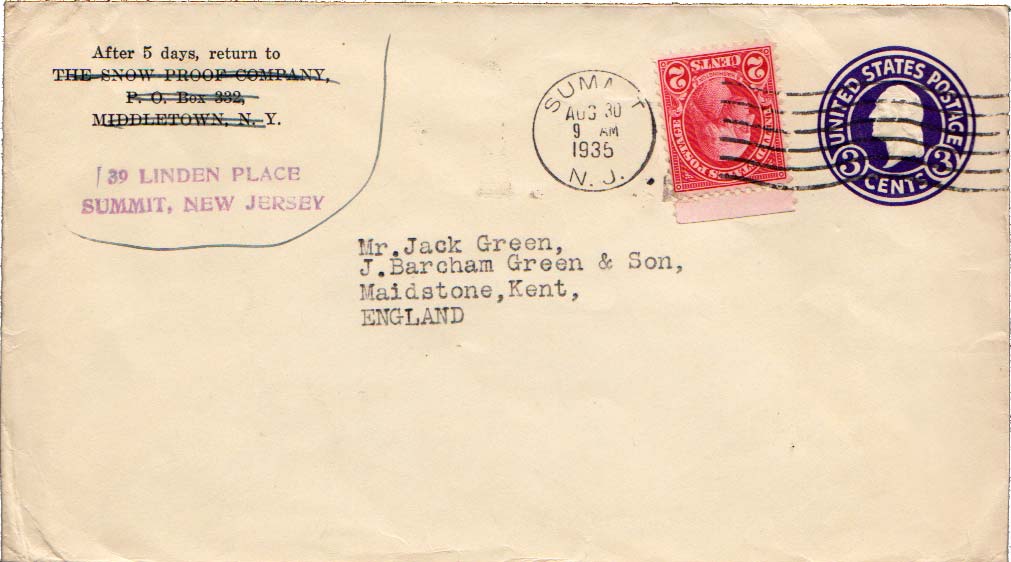 After 5 days, return to
THE SNOW PROOF COMPANY,
P. O. Box 332,
MIDDLETOWN, N. Y.
39 LINDEN PLACE
SUMMIT, NEW JERSEY
AUG 30
9 AM
1935
N. J.
2 CENTS 2
UNITED STATES POSTAGE
3 CENTS 3
Mr.Jack Green,
J.Barcham Green & Son,
Maidstone,Kent,
ENGLAND